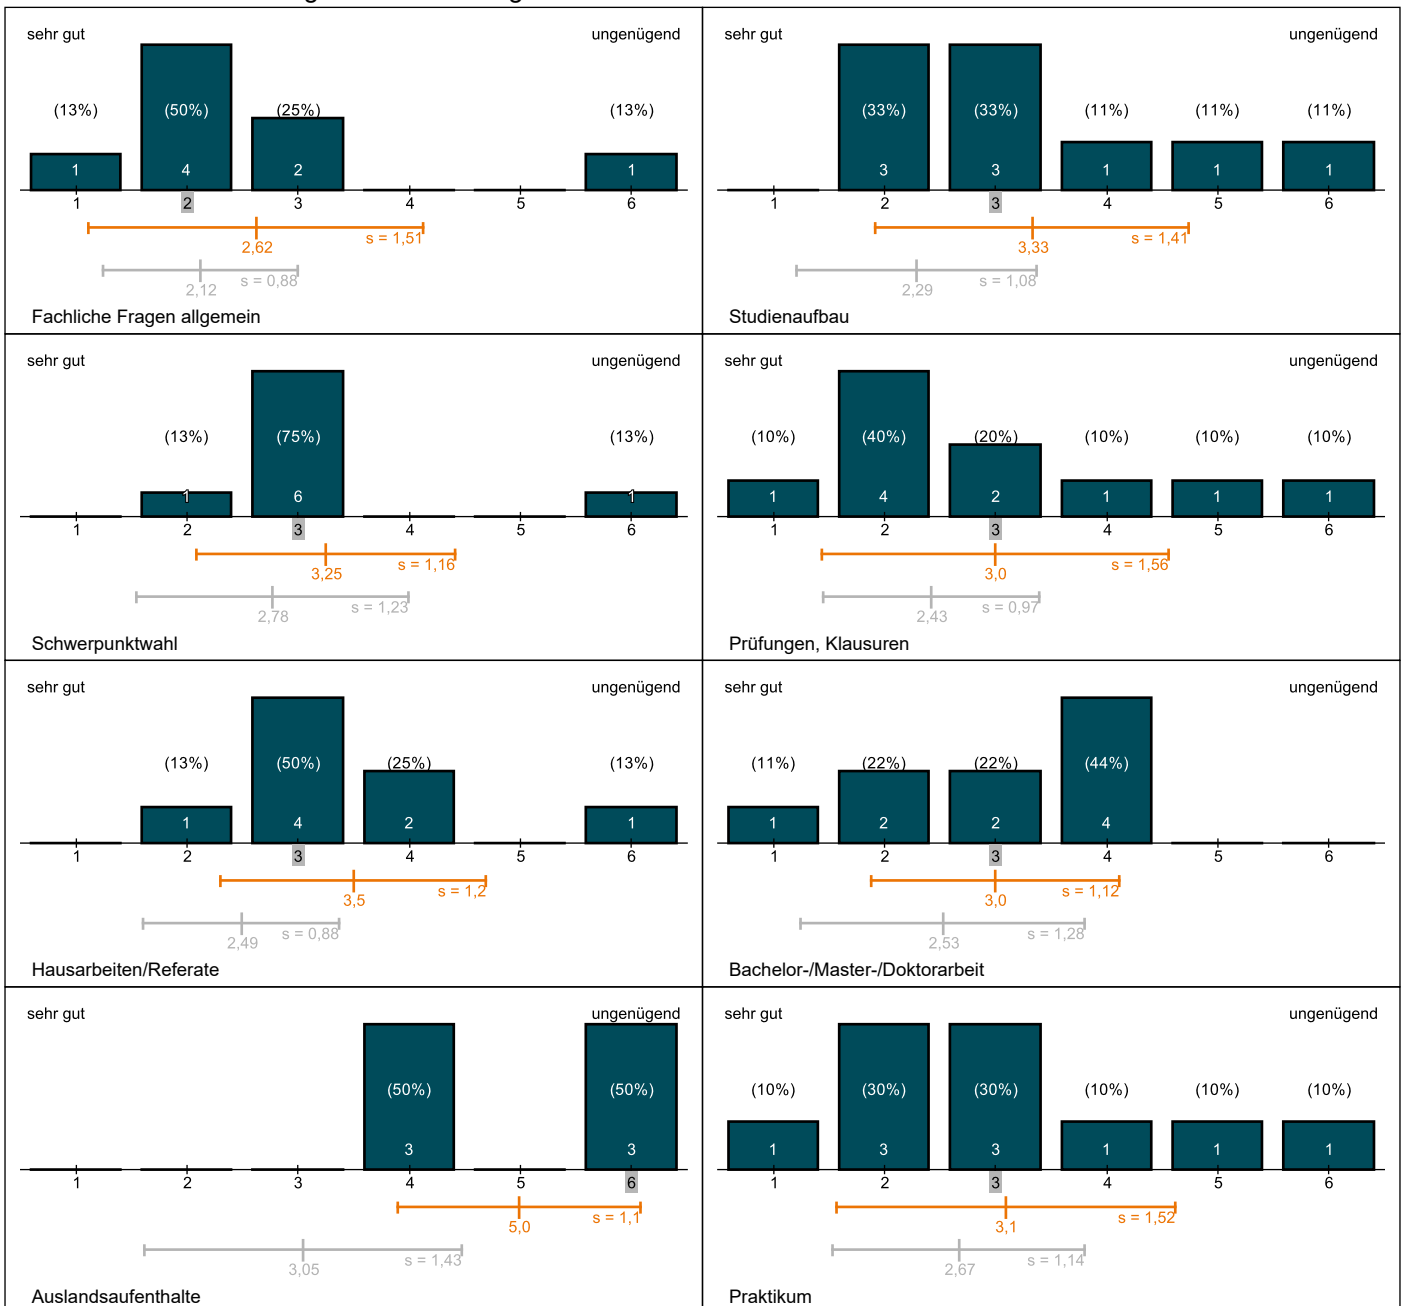 sehr gut ungenügend
(13%) (50%) (25%) (13%)
1 4 2 1
1 2 3 4 5 6
2,62 s = 1,51
2,12 s = 0,88
Fachliche Fragen allgemein
sehr gut ungenügend
(33%) (33%) (11%) (11%) (11%)
3 3 1 1 1
1 2 3 4 5 6
3,33 s = 1,41
2,29 s = 1,08
Studienaufbau
sehr gut ungenügend
(13%) (75%) (13%)
1 6 1
1 2 3 4 5 6
3,25 s = 1,16
2,78 s = 1,23
Schwerpunktwahl
sehr gut ungenügend
(10%) (40%) (20%) (10%) (10%) (10%)
1 4 2 1 1 1
1 2 3 4 5 6
3,0 s = 1,56
2,43 s = 0,97
Prüfungen, Klausuren
sehr gut ungenügend
(13%) (50%) (25%) (13%)
1 4 2 1
1 2 3 4 5 6
3,5 s = 1,2
2,49 s = 0,88
Hausarbeiten/Referate
sehr gut ungenügend
(11%) (22%) (22%) (44%)
1 2 2 4
1 2 3 4 5 6
3,0 s = 1,12
2,53 s = 1,28
Bachelor-/Master-/Doktorarbeit
sehr gut ungenügend
(50%) (50%)
3 3
1 2 3 4 5 6
5,0 s = 1,1
3,05 s = 1,43
Auslandsaufenthalte
sehr gut ungenügend
(10%) (30%) (30%) (10%) (10%) (10%)
1 3 3 1 1 1
1 2 3 4 5 6
3,1 s = 1,52
2,67 s = 1,14
Praktikum